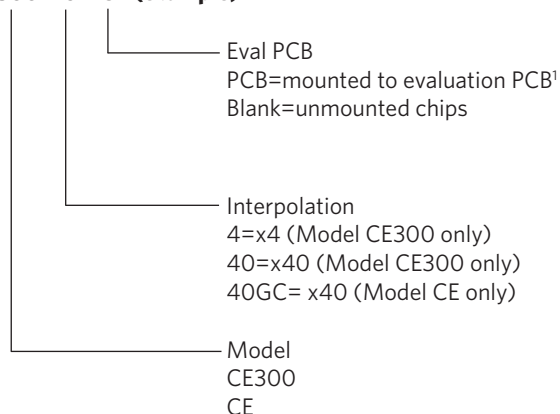 Eval PCB
PCB=mounted to evaluation PCB¹
Blank=unmounted chips
Interpolation
4=x4 (Model CE300 only)
40=x40 (Model CE300 only)
40GC= x40 (Model CE only)
Model
CE300
CE